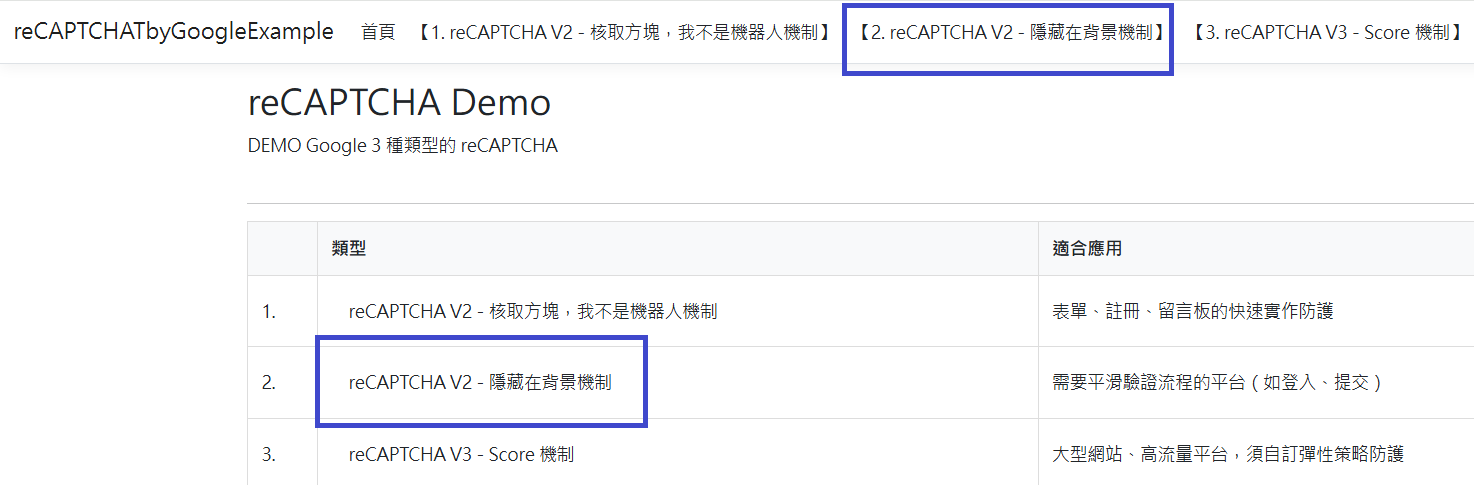 reCAPTCHATbyGoogleExample 首頁 【1. reCAPTCHA V2 - 核取方塊，我不是機器人機制】 【2. reCAPTCHA V2 - 隱藏在背景機制】 【3. reCAPTCHA V3 - Score 機制】
reCAPTCHA Demo
DEMO Google 3 種類型的 reCAPTCHA
類型 適合應用
1. reCAPTCHA V2 - 核取方塊，我不是機器人機制 表單、註冊、留言板的快速實作防護
2. reCAPTCHA V2 - 隱藏在背景機制 需要平滑驗證流程的平台（如登入、提交）
3. reCAPTCHA V3 - Score 機制 大型網站、高流量平台，須自訂彈性策略防護